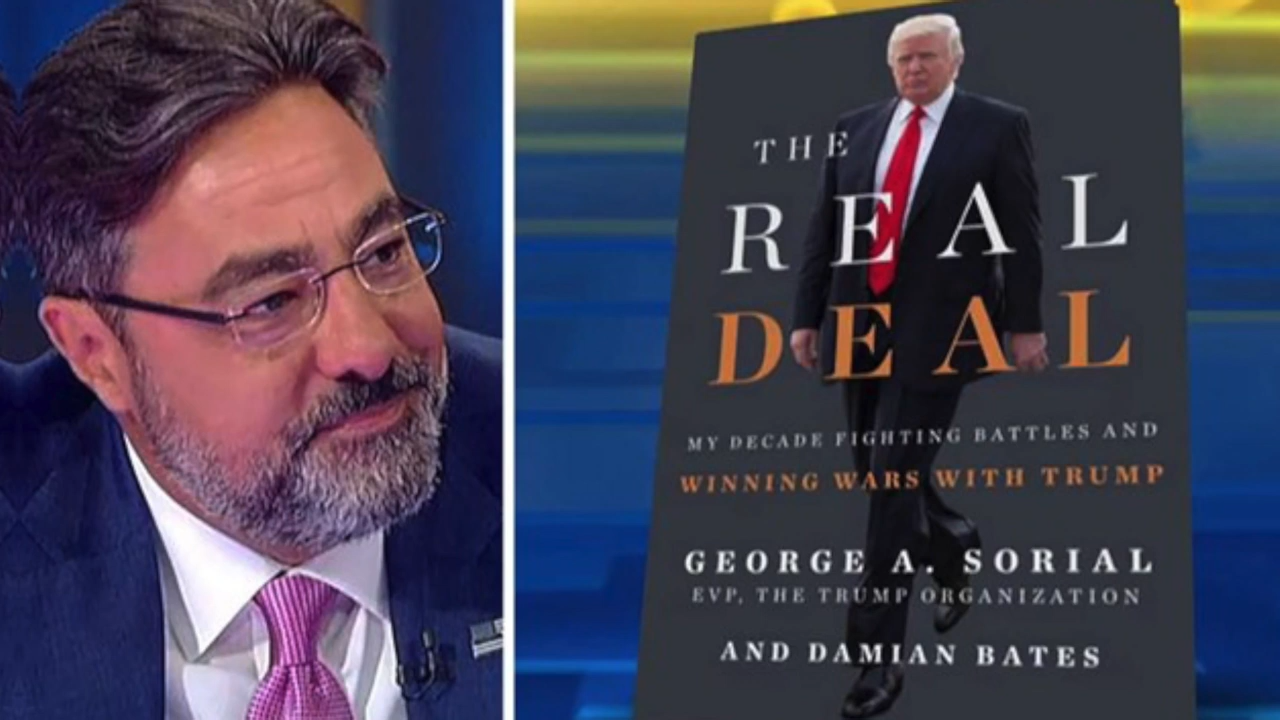 THE
REAL
DEAL
MY DECADE FIGHTING BATTLES AND
WINNING WARS WITH TRUMP
GEORGE A. SORIAL
EVP, THE TRUMP ORGANIZATION
AND DAMIAN BATES